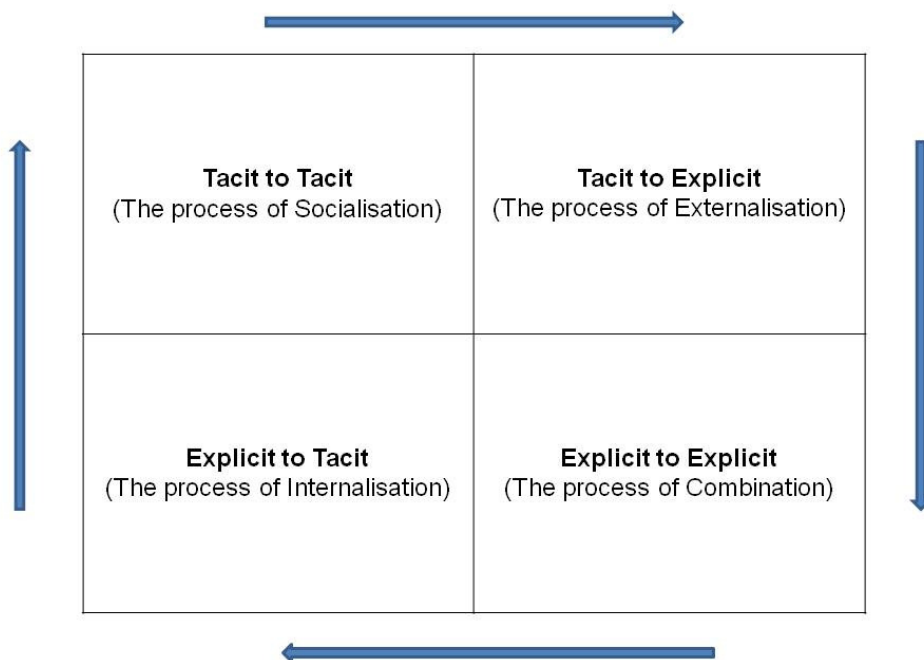 Tacit to Tacit
(The process of Socialisation)
Tacit to Explicit
(The process of Externalisation)
Explicit to Tacit
(The process of Internalisation)
Explicit to Explicit
(The process of Combination)